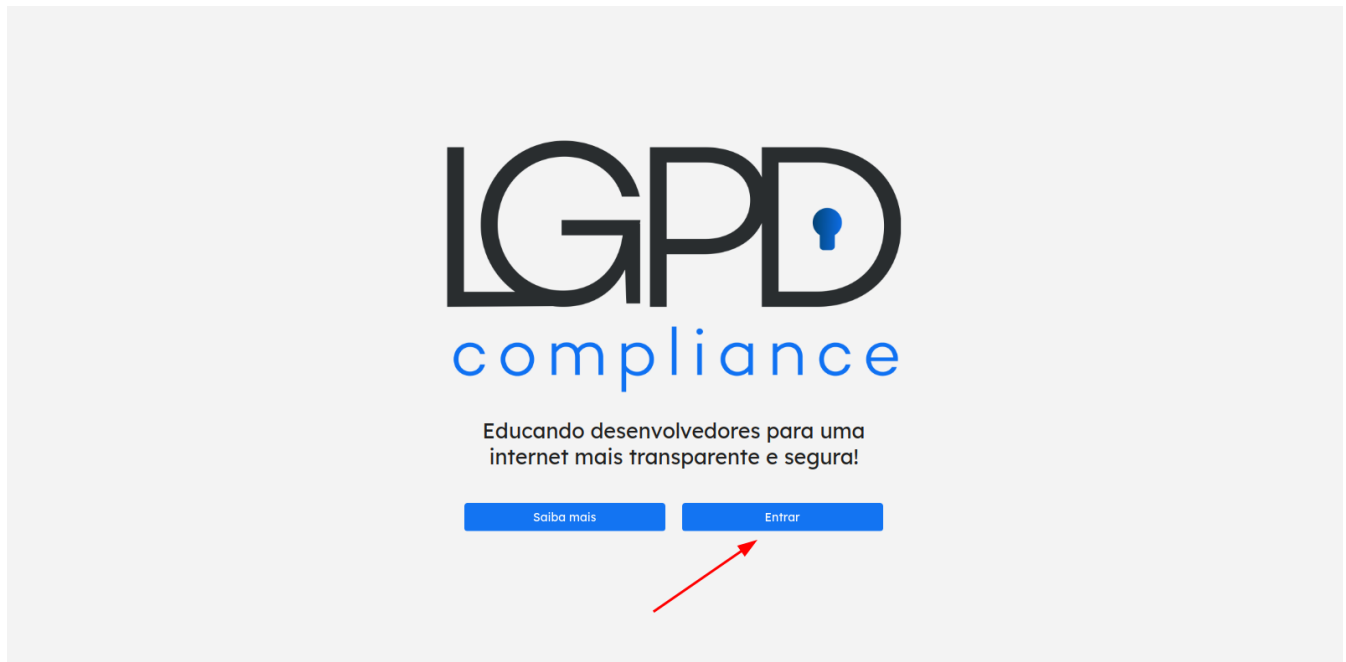 LGPD
compliance
Educando desenvolvedores para uma
internet mais transparente e segura!
Saiba mais
Entrar